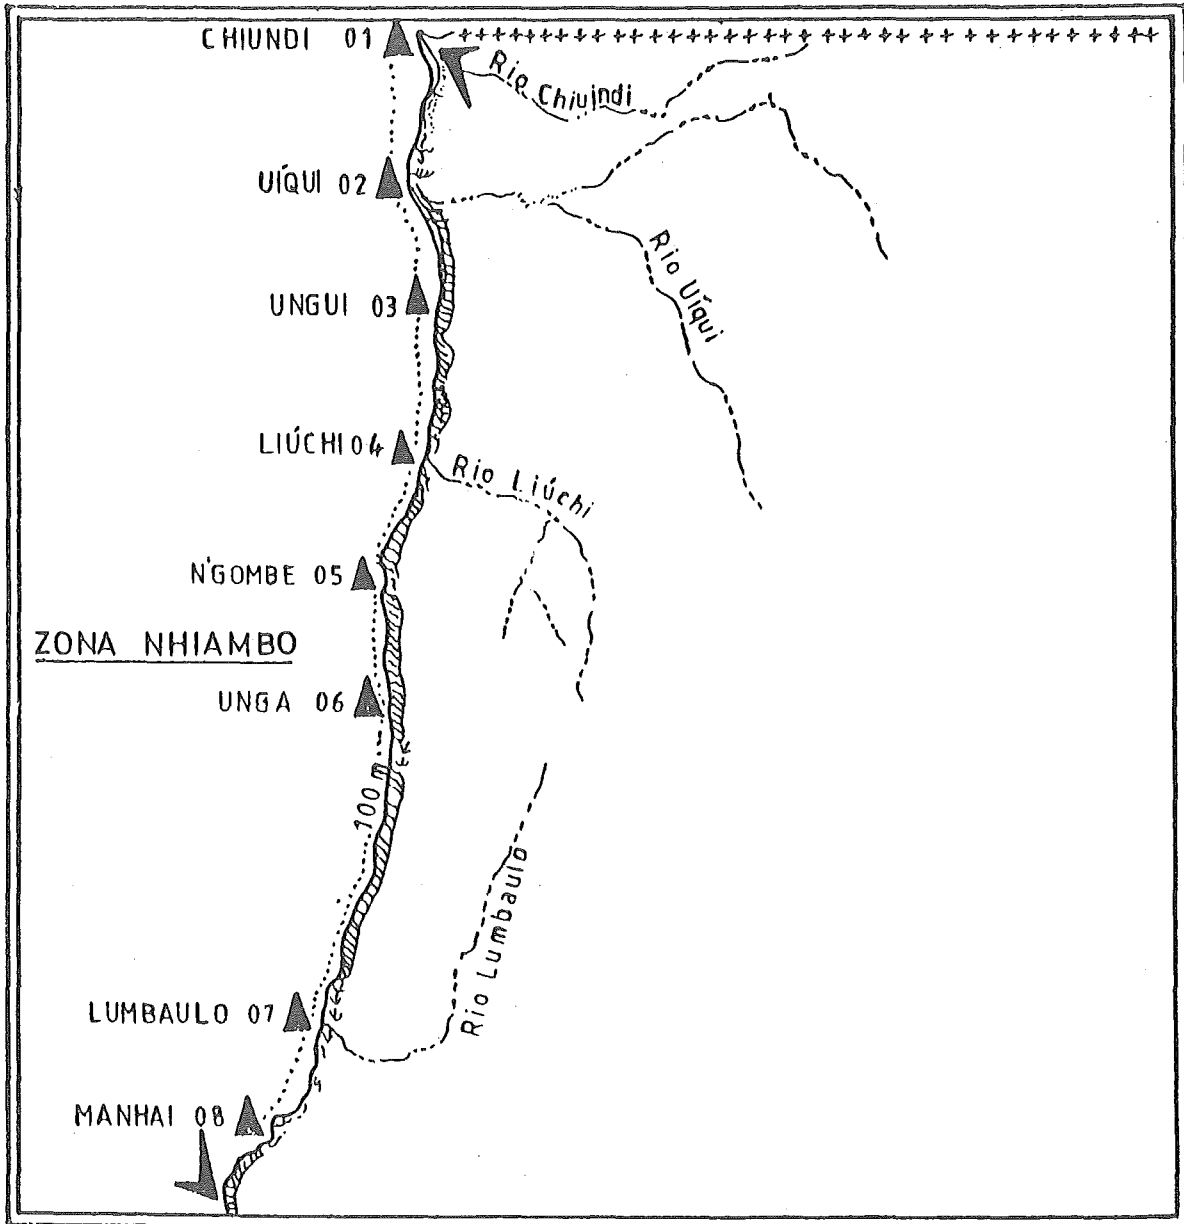 CHIUNDI 01
Rio Chiuindi
UÍQUI 02
Rio Uíqui
UNGUI 03
LIÚCHI 04
Rio Liúchi
N'GOMBE 05
ZONA NHIAMBO
UNGA 06
100 m
Rio Lumbaulo
LUMBAULO 07
MANHAI 08